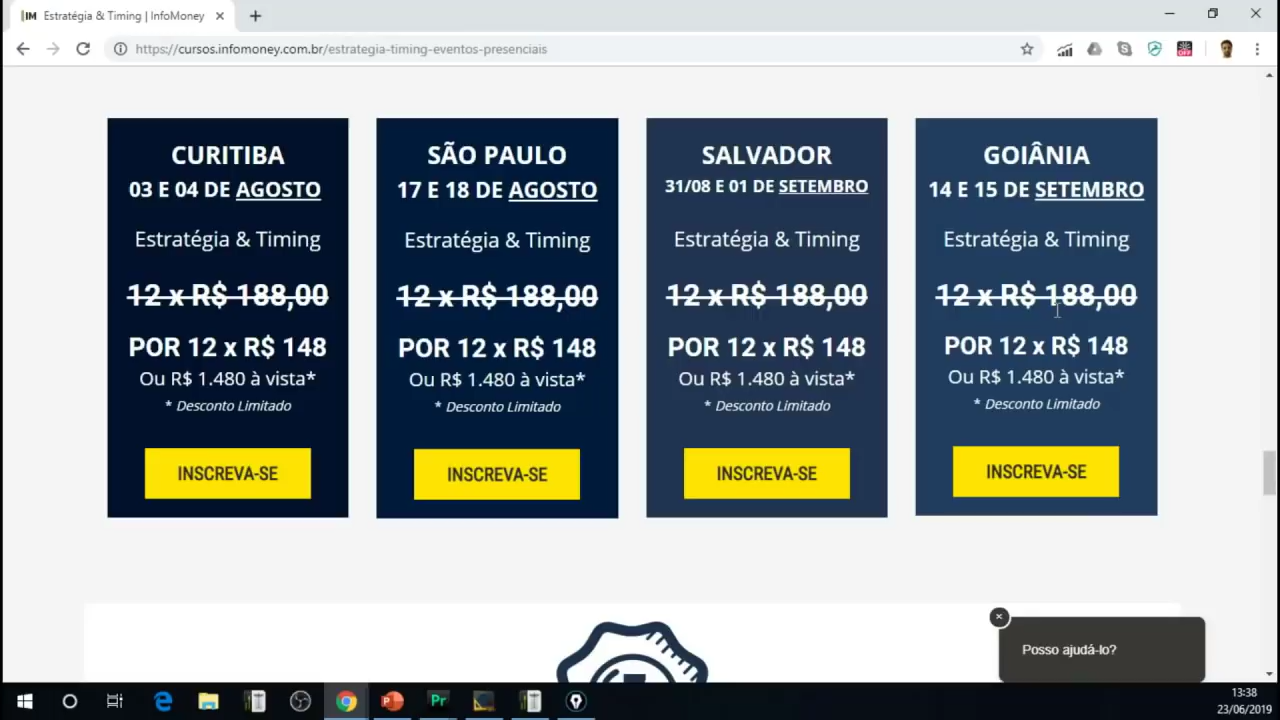 IM Estratégia & Timing | InfoMoney
https://cursos.infomoney.com.br/estrategia-timing-eventos-presenciais
OFF
CURITIBA
03 E 04 DE AGOSTO
Estratégia & Timing
12 x R$ 188,00
POR 12 x R$ 148
Ou R$ 1.480 à vista*
* Desconto Limitado
INSCREVA-SE
SÃO PAULO
17 E 18 DE AGOSTO
Estratégia & Timing
12 x R$ 188,00
POR 12 x R$ 148
Ou R$ 1.480 à vista*
* Desconto Limitado
INSCREVA-SE
SALVADOR
31/08 E 01 DE SETEMBRO
Estratégia & Timing
12 x R$ 188,00
POR 12 x R$ 148
Ou R$ 1.480 à vista*
* Desconto Limitado
INSCREVA-SE
GOIÂNIA
14 E 15 DE SETEMBRO
Estratégia & Timing
12 x R$ 188,00
POR 12 x R$ 148
Ou R$ 1.480 à vista*
* Desconto Limitado
INSCREVA-SE
Posso ajudá-lo?
Pr
13:38
23/06/2019